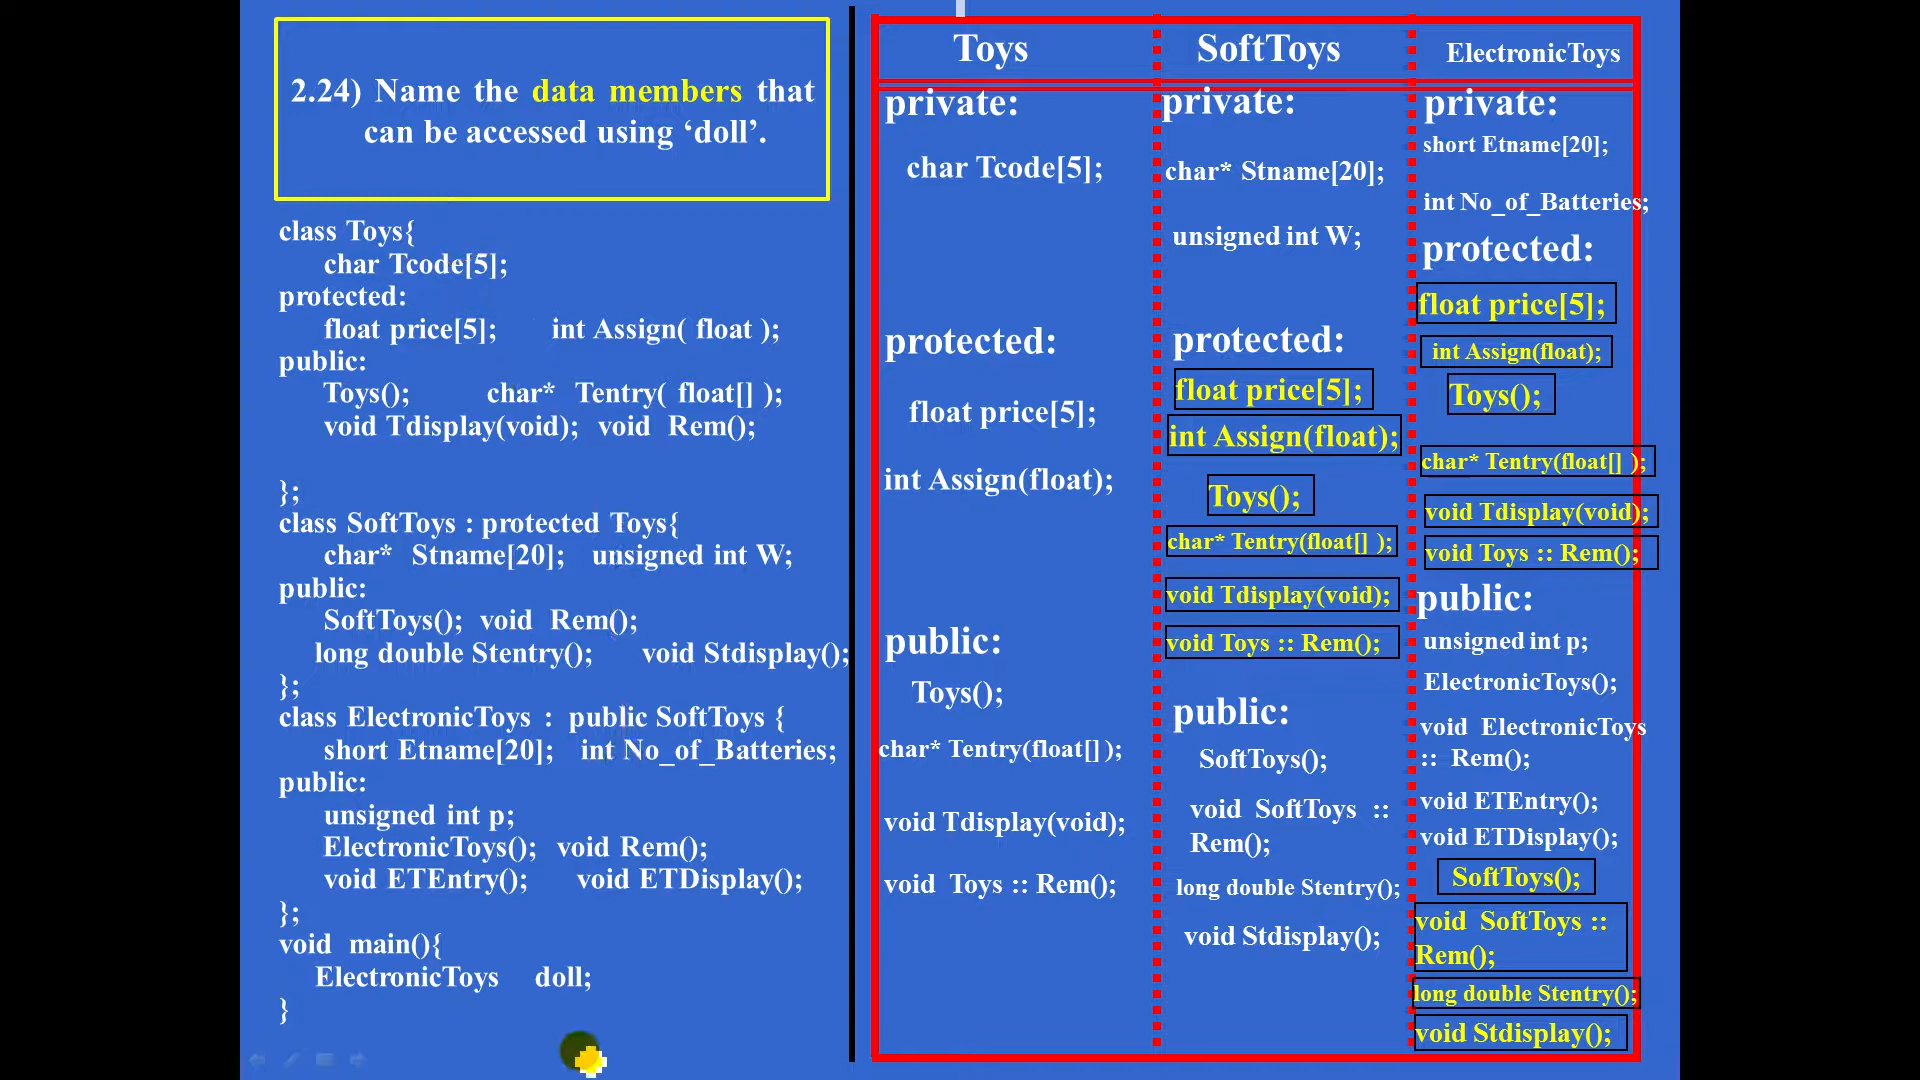 2.24) Name the data members that
can be accessed using ‘doll’.
class Toys{
char Tcode[5];
protected:
float price[5]; int Assign( float );
public:
Toys(); char* Tentry( float[] );
void Tdisplay(void); void Rem();
};
class SoftToys : protected Toys{
char* Stname[20]; unsigned int W;
public:
SoftToys(); void Rem();
long double Stentry(); void Stdisplay();
};
class ElectronicToys : public SoftToys {
short Etname[20]; int No_of_Batteries;
public:
unsigned int p;
ElectronicToys(); void Rem();
void ETEntry(); void ETDisplay();
};
void main(){
ElectronicToys doll;
}
Toys
private:
char Tcode[5];
protected:
float price[5];
int Assign(float);
public:
Toys();
char* Tentry(float[] );
void Tdisplay(void);
void Toys :: Rem();
SoftToys
private:
char* Stname[20];
unsigned int W;
protected:
float price[5];
int Assign(float);
Toys();
char* Tentry(float[] );
void Tdisplay(void);
void Toys :: Rem();
public:
SoftToys();
void SoftToys ::
Rem();
long double Stentry();
void Stdisplay();
ElectronicToys
private:
short Etname[20];
int No_of_Batteries;
protected:
float price[5];
int Assign(float);
Toys();
char* Tentry(float[] );
void Tdisplay(void);
void Toys :: Rem();
public:
unsigned int p;
ElectronicToys();
void ElectronicToys
:: Rem();
void ETEntry();
void ETDisplay();
SoftToys();
void SoftToys ::
Rem();
long double Stentry();
void Stdisplay();